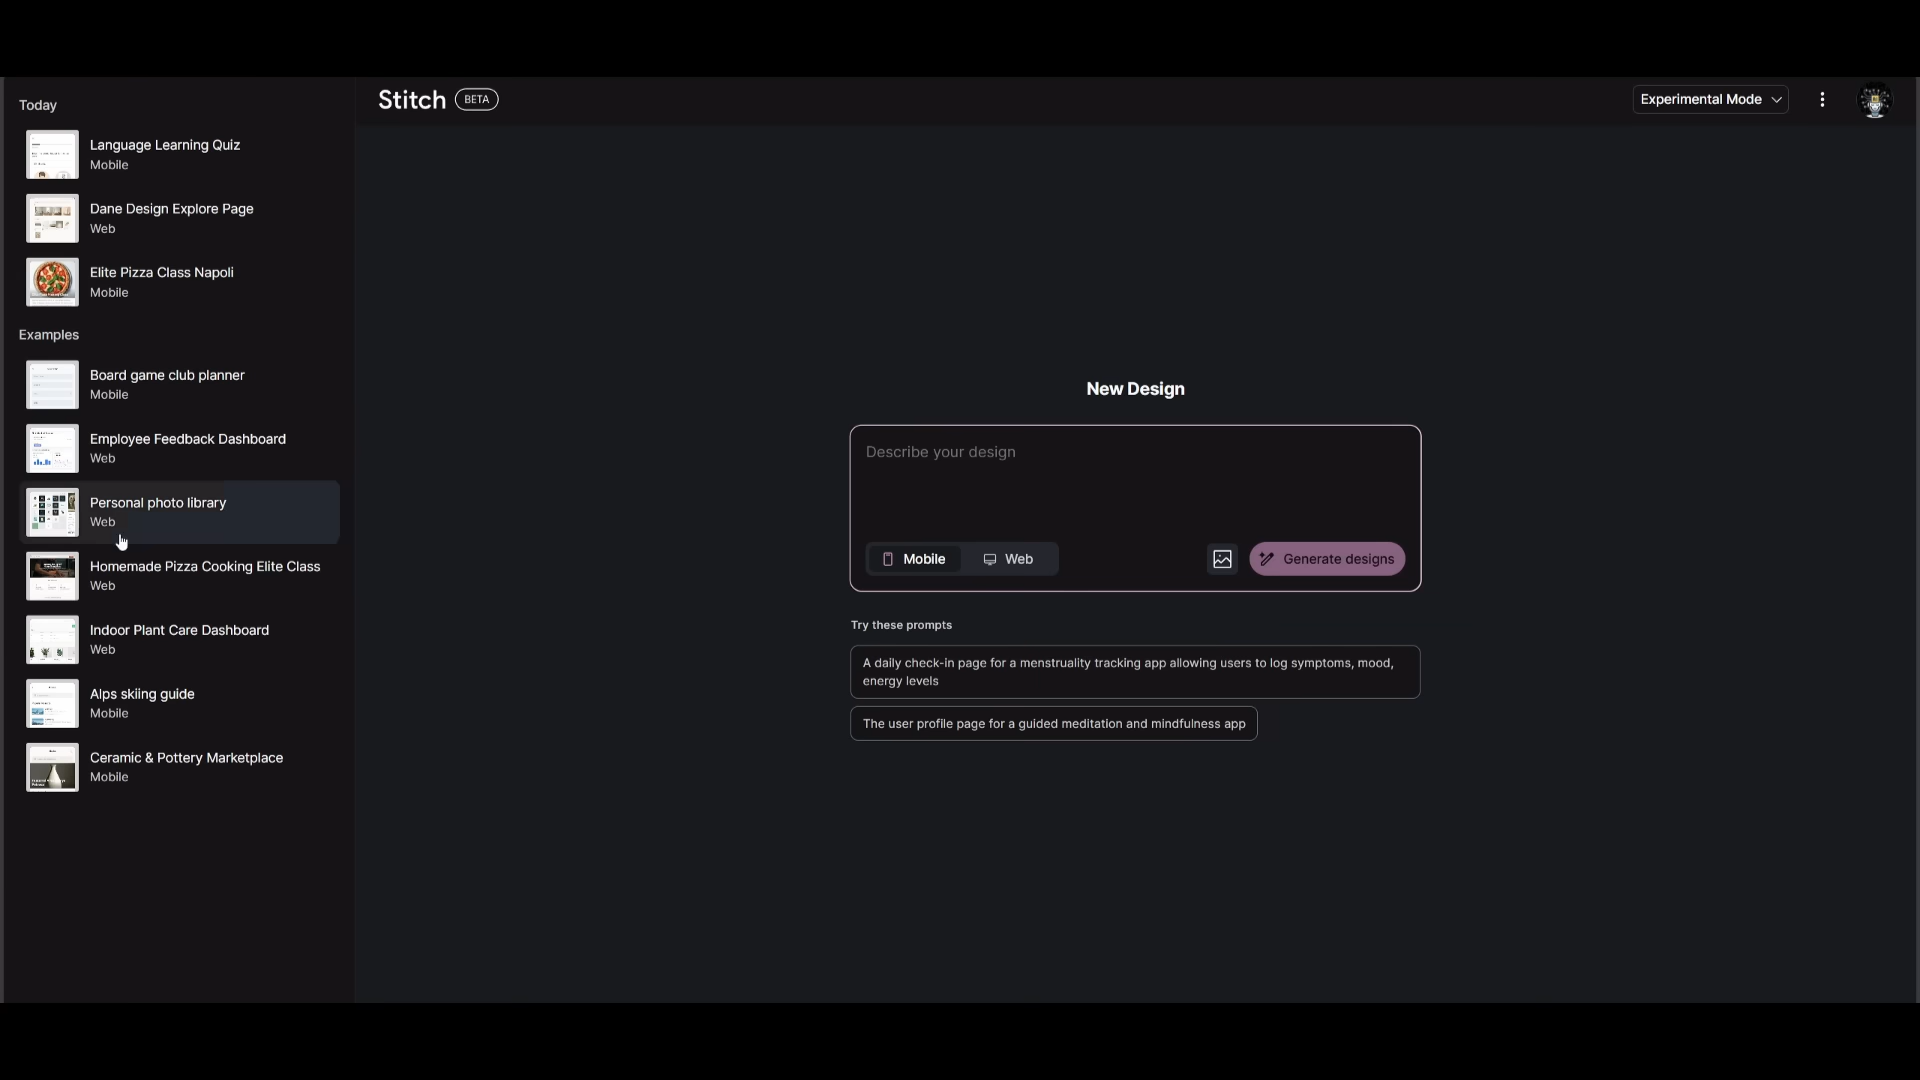 Today
Language Learning Quiz
Mobile
Dane Design Explore Page
Web
Elite Pizza Class Napoli
Mobile
Examples
Board game club planner
Mobile
Employee Feedback Dashboard
Web
Personal photo library
Web
Homemade Pizza Cooking Elite Class
Web
Indoor Plant Care Dashboard
Web
Alps skiing guide
Mobile
Ceramic & Pottery Marketplace
Mobile
Stitch BETA
Experimental Mode
New Design
Describe your design
Mobile Web Generate designs
Try these prompts
A daily check-in page for a menstruality tracking app allowing users to log symptoms, mood,
energy levels
The user profile page for a guided meditation and mindfulness app